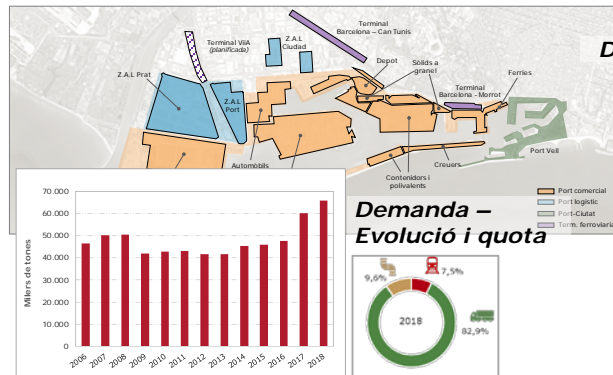 Terminal
Barcelona – Can Tunis
D
Terminal ViiA
(planificada)
Z.A.L
Ciudad
Depot
Sòlids a
granel
Z.A.L Prat
Terminal
Barcelona - Morrot
Ferries
Z.A.L
Port
Automòbils
Contenidors i
polivalents
Creuers
Port Vell
Port comercial
Port logístic
Port-Ciutat
Term. ferroviaria
Demanda –
Evolució i quota
Milers de tones
70.000
60.000
50.000
40.000
30.000
20.000
10.000
0
2006
2007
2008
2009
2010
2011
2012
2013
2014
2015
2016
2017
2018
9,6%
7,5%
2018
82,9%